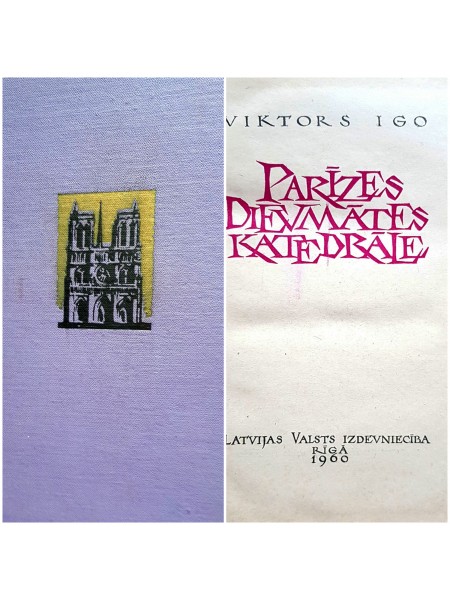 VIKTORS IGO
PARĪZES
DIEVMĀTES
KATEDRĀLE
LATVIJAS VALSTS IZDEVNIECĪBA
RĪGĀ
1960